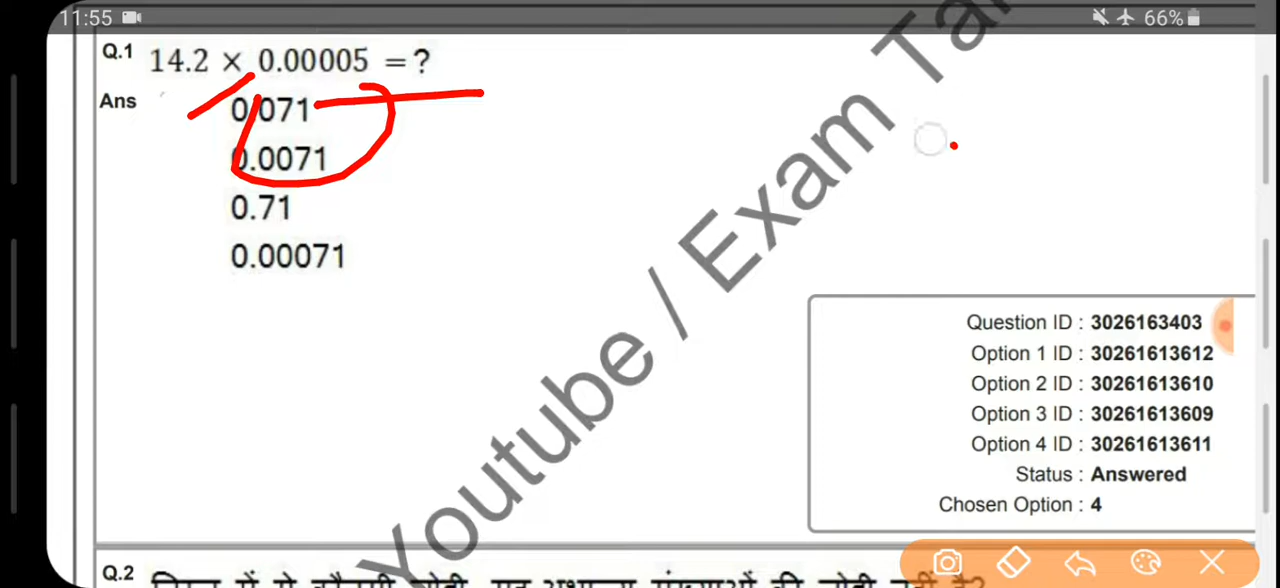 11:55 66%
Q.1 14.2 × 0.00005 = ?
Ans
0.071
0.0071
0.71
0.00071
Youtube / Exam
Question ID : 3026163403
Option 1 ID : 30261613612
Option 2 ID : 30261613610
Option 3 ID : 30261613609
Option 4 ID : 30261613611
Status : Answered
Chosen Option : 4
Q.2